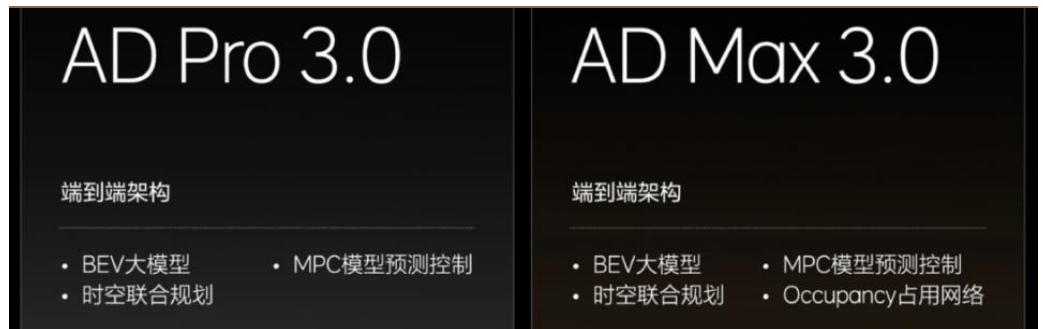 AD Pro 3.0
端到端架构
• BEV大模型
• MPC模型预测控制
• 时空联合规划
AD Max 3.0
端到端架构
• BEV大模型
• MPC模型预测控制
• 时空联合规划
• Occupancy占用网络